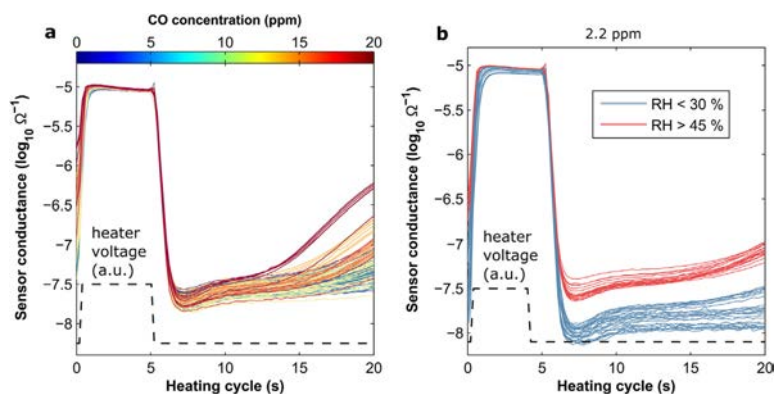 CO concentration (ppm)
a
0 5 10 15 20
Sensor conductance (log10 Ω⁻¹)
-5
-5.5
-6
-6.5
-7
-7.5
-8
heater
voltage
(a.u.)
0 5 10 15 20
Heating cycle (s)
b
2.2 ppm
Sensor conductance (log10 Ω⁻¹)
-5
-5.5
-6
-6.5
-7
-7.5
-8
RH < 30 %
RH > 45 %
heater
voltage
(a.u.)
0 5 10 15 20
Heating cycle (s)